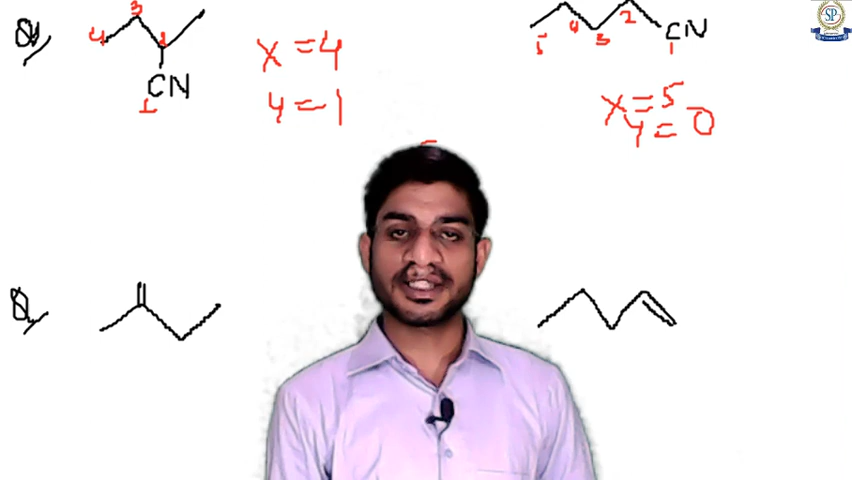 Q,
4 3 2
CN
1
x = 4
y = 1
5 4 3 2 CN
1
x = 5
y = 0
Q,
SP